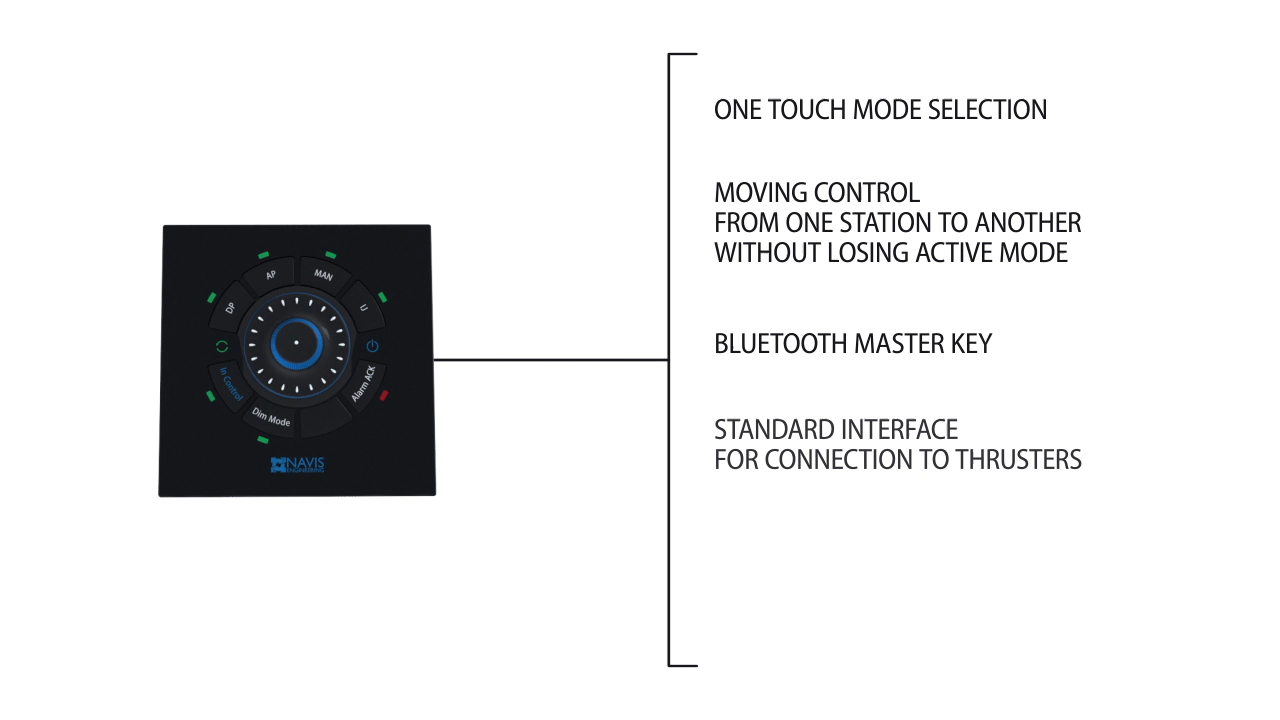 ONE TOUCH MODE SELECTION
MOVING CONTROL
FROM ONE STATION TO ANOTHER
WITHOUT LOSING ACTIVE MODE
BLUETOOTH MASTER KEY
STANDARD INTERFACE
FOR CONNECTION TO THRUSTERS
DP
AP
MAN
IJ
In Control
Dim Mode
Alarm ACK
NAVIS
ENGINEERING